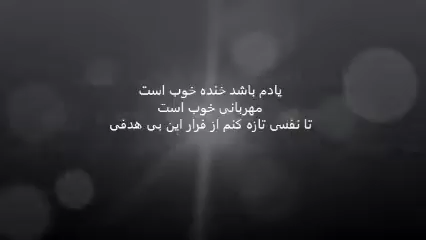 یادم باشد خنده خوب است
مهربانی خوب است
تا نفسی تازه کنم از فرار این بی هدفی